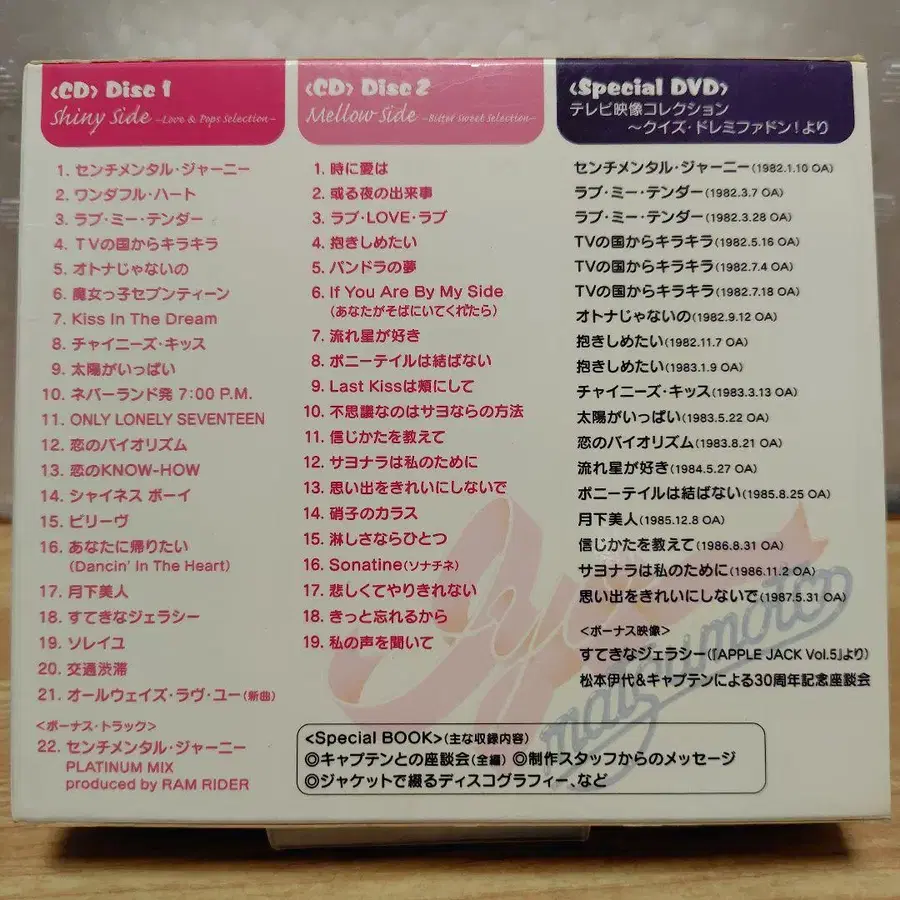 <CD> Disc 1
Shiny Side -Love & Pops Selection-
1. センチメンタル・ジャーニー
2. ワンダフル・ハート
3. ラブ・ミー・テンダー
4. TVの国からキラキラ
5. オトナじゃないの
6. 魔女っ子セブンティーン
7. Kiss In The Dream
8. チャイニーズ・キッス
9. 太陽がいっぱい
10. ネバーランド発 7:00 P.M.
11. ONLY LONELY SEVENTEEN
12. 恋のバイオリズム
13. 恋のKNOW-HOW
14. シャイネス ボーイ
15. ビリーヴ
16. あなたに帰りたい
(Dancin' In The Heart)
17. 月下美人
18. すてきなジェラシー
19. ソレイユ
20. 交通渋滞
21. オールウェイズ・ラヴ・ユー(新曲)
<ボーナス・トラック>
22. センチメンタル・ジャーニー
PLATINUM MIX
produced by RAM RIDER
<CD> Disc 2
Mellow Side -Bitter Sweet Selection-
1. 時に愛は
2. 或る夜の出来事
3. ラブ・LOVE・ラブ
4. 抱きしめたい
5. パンドラの夢
6. If You Are By My Side
(あなたがそばにいてくれたら)
7. 流れ星が好き
8. ポニーテイルは結ばない
9. Last Kissは頬にして
10. 不思議なのはサヨならの方法
11. 信じかたを教えて
12. サヨナラは私のために
13. 思い出をきれいにしないで
14. 硝子のカラス
15. 淋しさならひとつ
16. Sonatine(ソナチネ)
17. 悲しくてやりきれない
18. きっと忘れるから
19. 私の声を聞いて
<Special DVD>
テレビ映像コレクション
～クイズ・ドレミファドン!より
センチメンタル・ジャーニー(1982.1.10 OA)
ラブ・ミー・テンダー(1982.3.7 OA)
ラブ・ミー・テンダー(1982.3.28 OA)
TVの国からキラキラ(1982.5.16 OA)
TVの国からキラキラ(1982.7.4 OA)
TVの国からキラキラ(1982.7.18 OA)
オトナじゃないの(1982.9.12 OA)
抱きしめたい(1982.11.7 OA)
抱きしめたい(1983.1.9 OA)
チャイニーズ・キッス(1983.3.13 OA)
太陽がいっぱい(1983.5.22 OA)
恋のバイオリズム(1983.8.21 OA)
流れ星が好き(1984.5.27 OA)
ポニーテイルは結ばない(1985.8.25 OA)
月下美人(1985.12.8 OA)
信じかたを教えて(1986.8.31 OA)
サヨナラは私のために(1986.11.2 OA)
思い出をきれいにしないで(1987.5.31 OA)
<ボーナス映像>
すてきなジェラシー(『APPLE JACK Vol.5』より)
松本伊代&キャプテンによる30周年記念座談会
Iyo
matsumoto
<Special BOOK>(主な収録内容)
◎キャプテンとの座談会(全編) ◎制作スタッフからのメッセージ
◎ジャケットで綴るディスコグラフィー、など